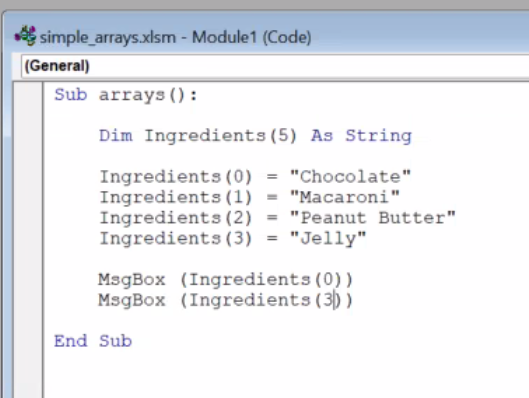 simple_arrays.xlsm - Module1 (Code)
(General)
Sub arrays():
Dim Ingredients(5) As String
Ingredients(0) = "Chocolate"
Ingredients(1) = "Macaroni"
Ingredients(2) = "Peanut Butter"
Ingredients(3) = "Jelly"
MsgBox (Ingredients(0))
MsgBox (Ingredients(3))
End Sub